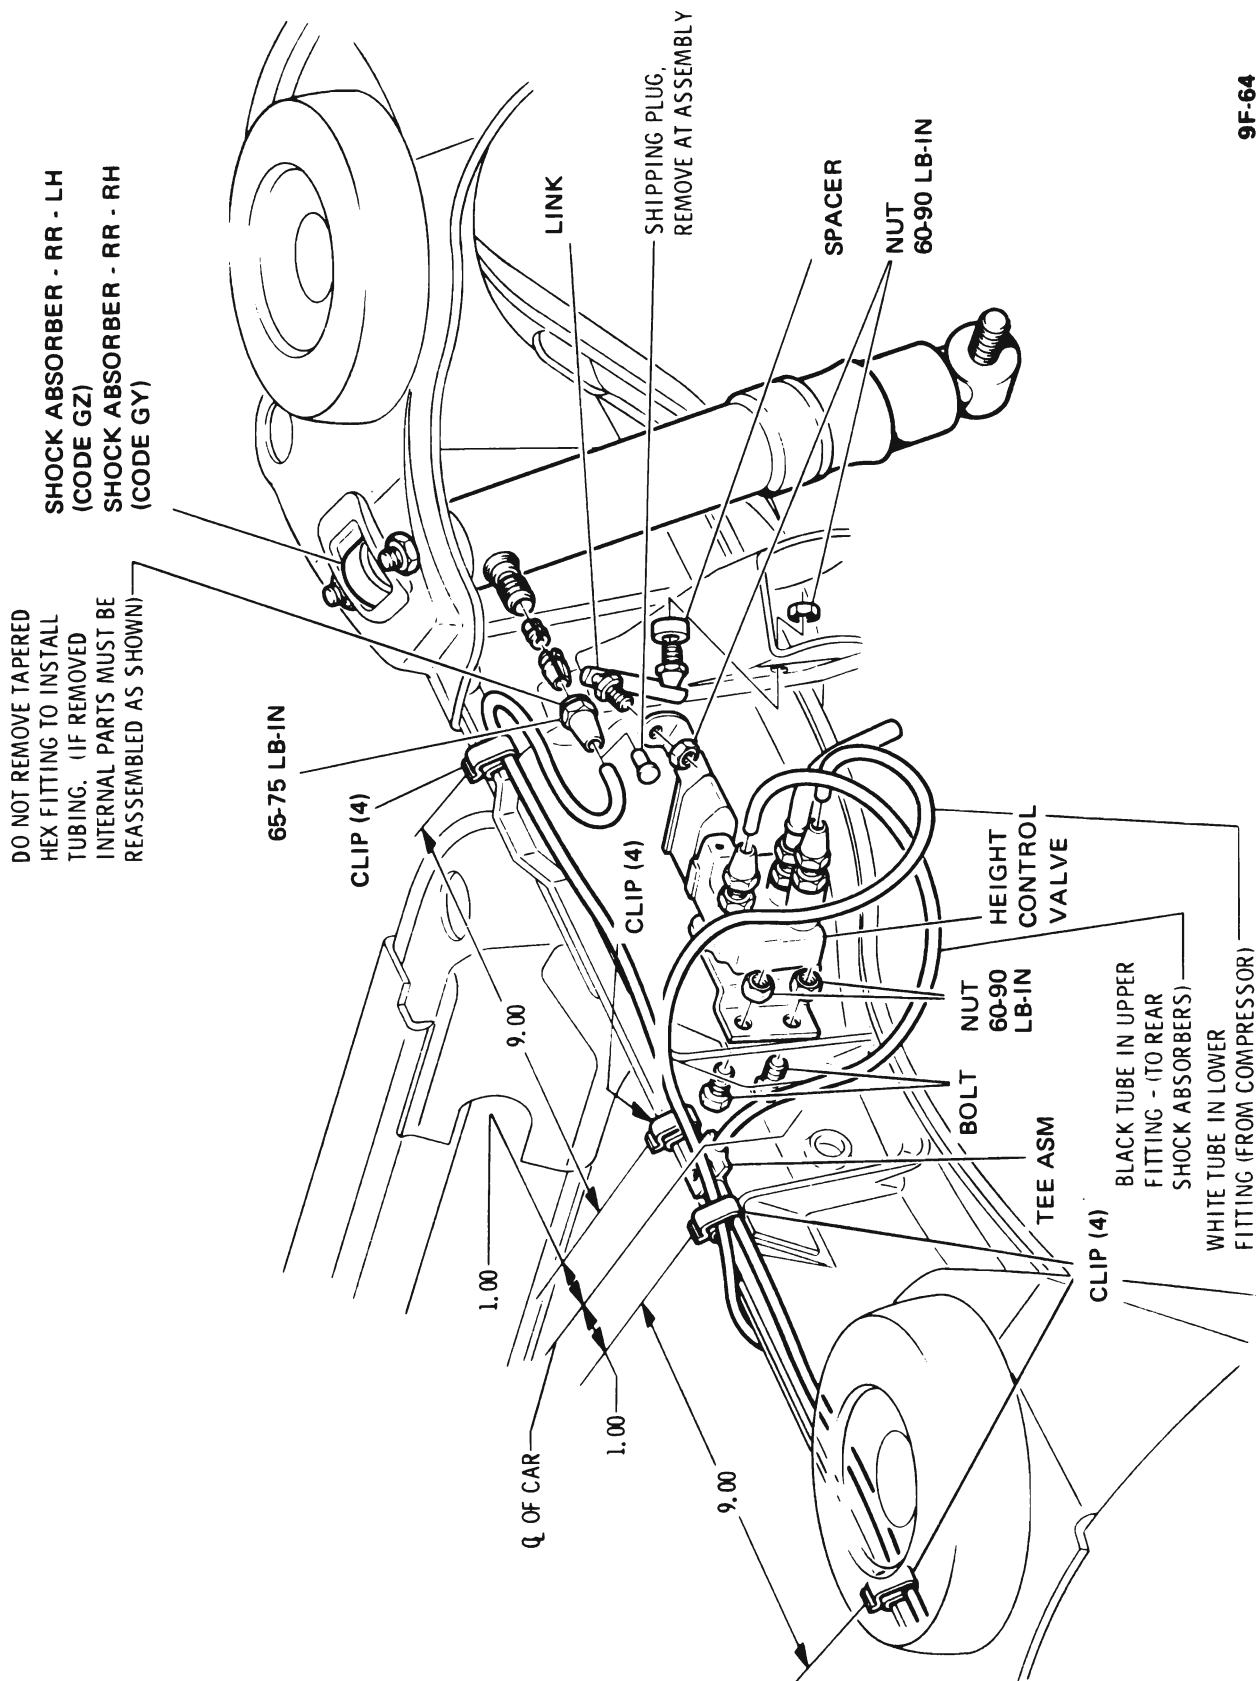 SHOCK ABSORBER - RR - LH
(CODE GZ)
SHOCK ABSORBER - RR - RH
(CODE GY)
DO NOT REMOVE TAPERED
HEX FITTING TO INSTALL
TUBING. (IF REMOVED
INTERNAL PARTS MUST BE
REASSEMBLED AS SHOWN)
65-75 LB-IN
CLIP (4)
LINK
SHIPPING PLUG,
REMOVE AT ASSEMBLY
SPACER
NUT
60-90 LB-IN
9.00
CLIP (4)
1.00
℄ OF CAR
1.00
9.00
HEIGHT
CONTROL
VALVE
NUT
60-90
LB-IN
BOLT
TEE ASM
CLIP (4)
BLACK TUBE IN UPPER
FITTING - (TO REAR
SHOCK ABSORBERS)
WHITE TUBE IN LOWER
FITTING (FROM COMPRESSOR)
9F-64